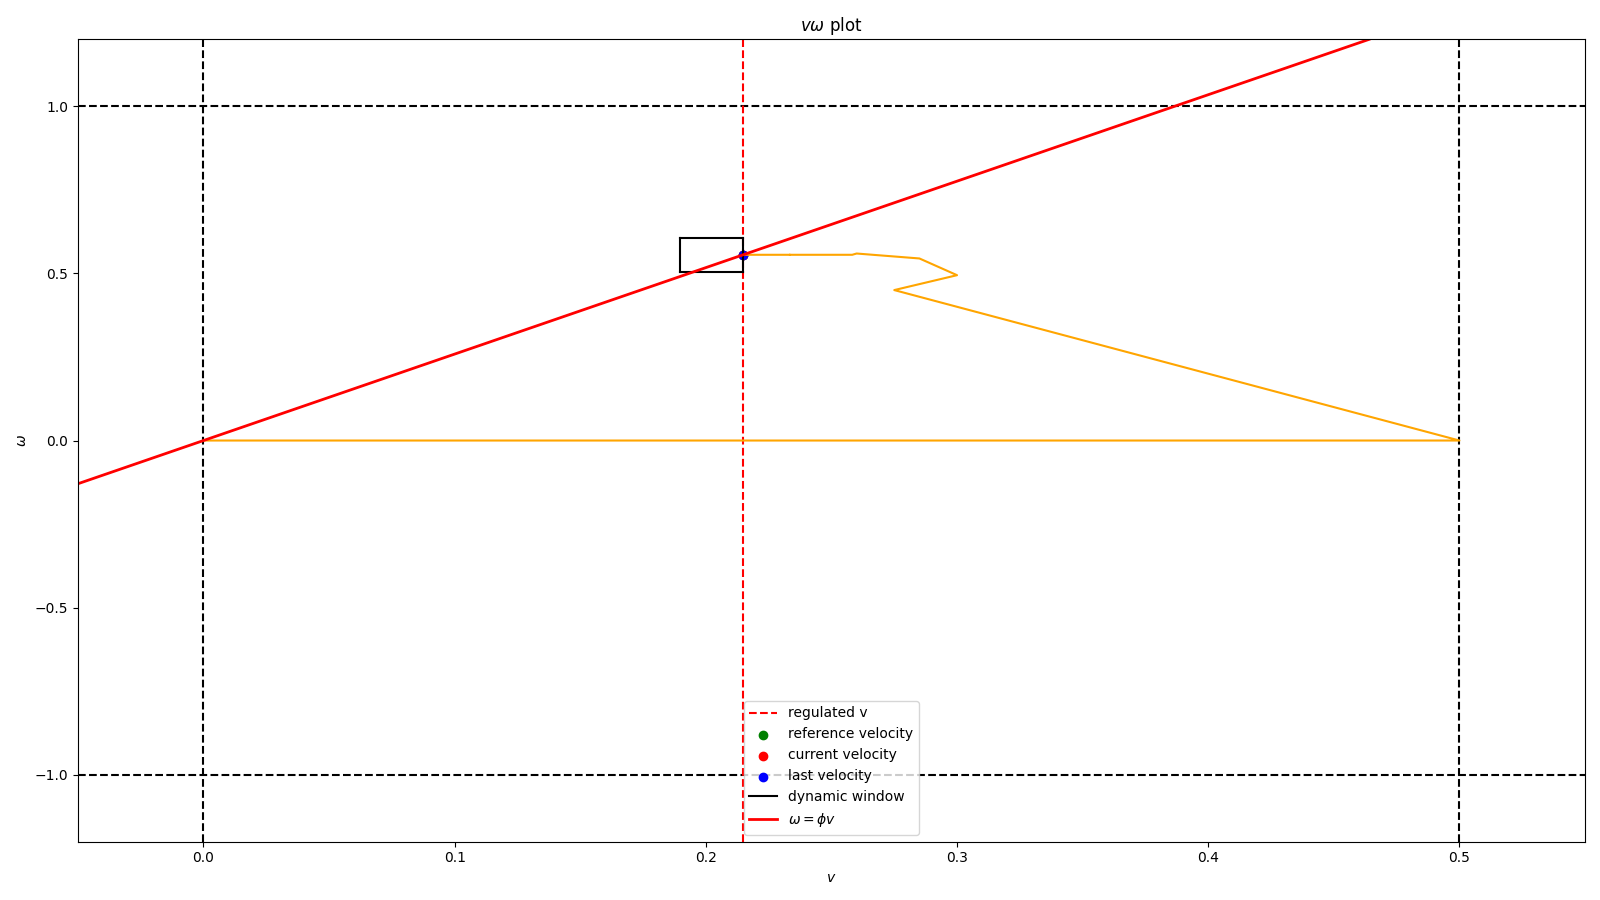 vω plot
1.0
0.5
0.0
−0.5
−1.0
ω
regulated v
reference velocity
current velocity
last velocity
dynamic window
ω = ϕv
0.0 0.1 0.2 0.3 0.4 0.5
v